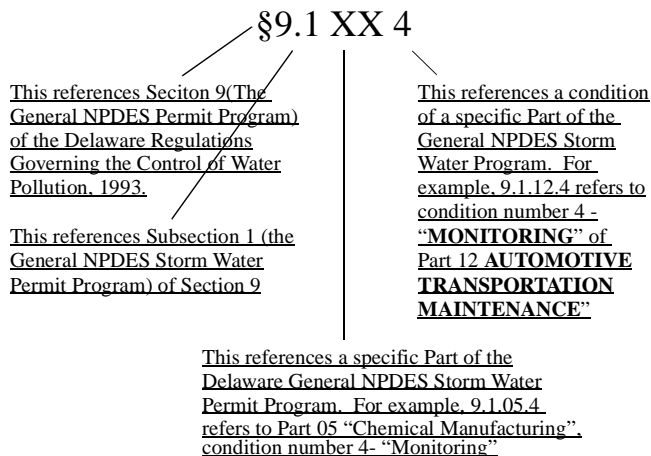 §9.1 XX 4
This references Seciton 9(The
General NPDES Permit Program)
of the Delaware Regulations
Governing the Control of Water
Pollution, 1993.
This references Subsection 1 (the
General NPDES Storm Water
Permit Program) of Section 9
This references a condition
of a specific Part of the
General NPDES Storm
Water Program.  For
example, 9.1.12.4 refers to
condition number 4 -
“MONITORING” of
Part 12 AUTOMOTIVE
TRANSPORTATION
MAINTENANCE”
This references a specific Part of the
Delaware General NPDES Storm Water
Permit Program.  For example, 9.1.05.4
refers to Part 05 “Chemical Manufacturing”,
condition number 4- “Monitoring”